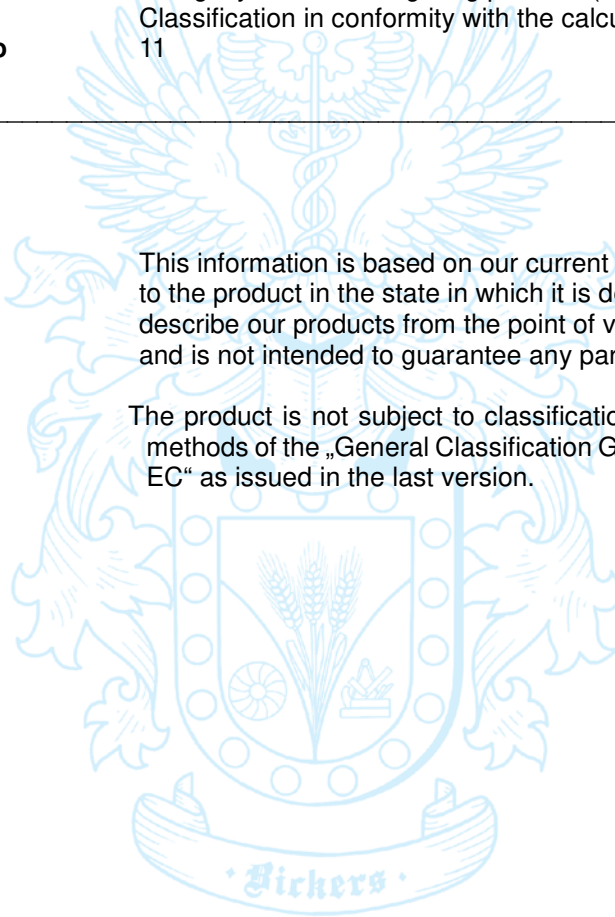 Classification in conformity with the calcu
11
This information is based on our current
to the product in the state in which it is d
describe our products from the point of v
and is not intended to guarantee any par
The product is not subject to classificatio
methods of the „General Classification G
EC“ as issued in the last version.
· Bickers ·